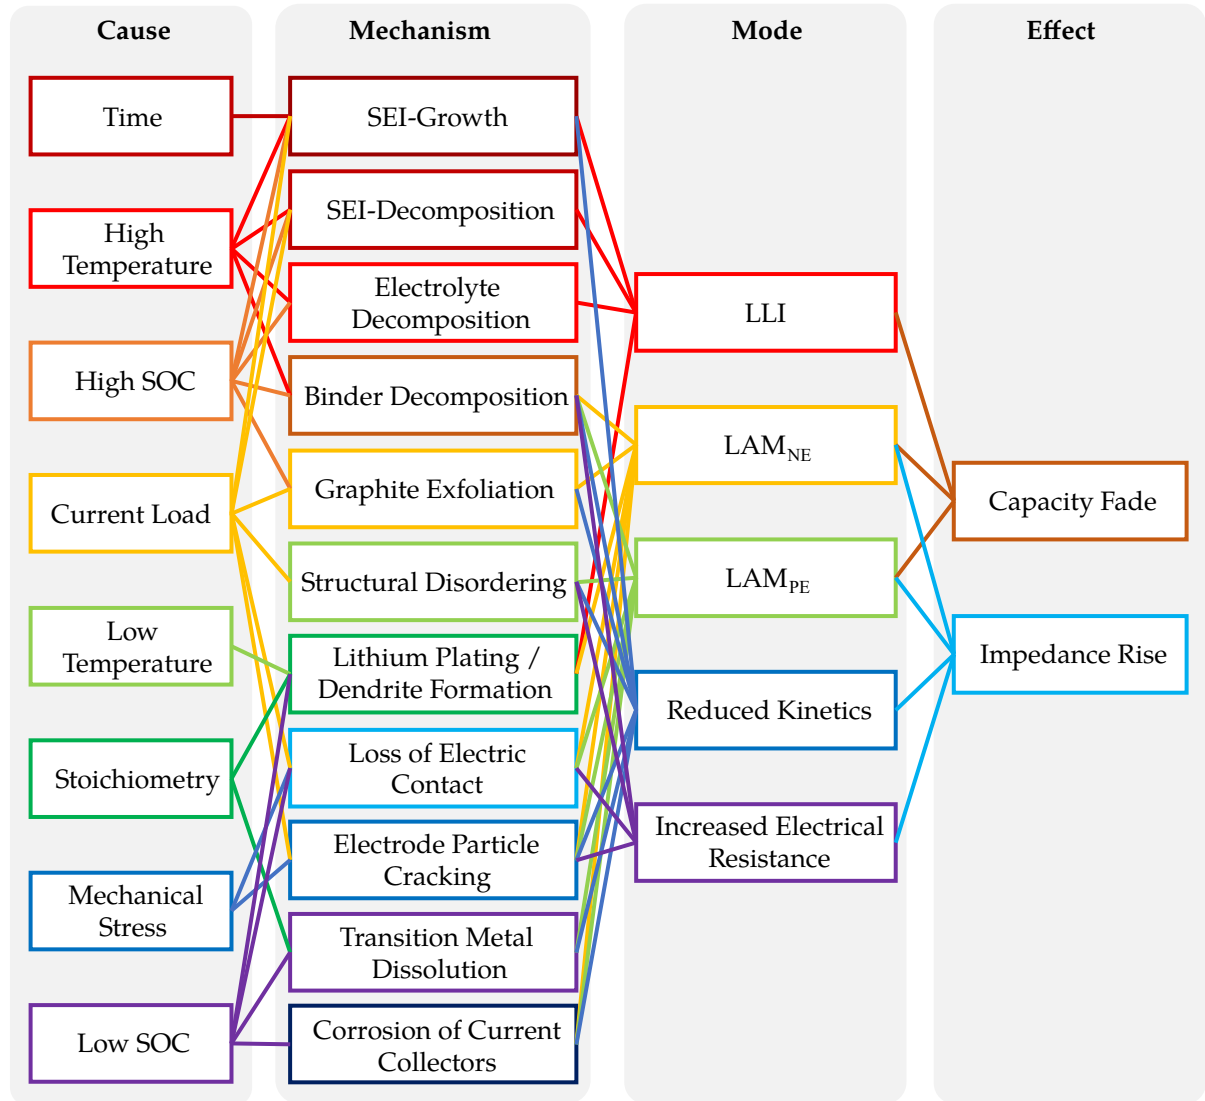 Cause
Mechanism
Mode
Effect
Time
High
Temperature
High SOC
Current Load
Low
Temperature
Stoichiometry
Mechanical
Stress
Low SOC
SEI-Growth
SEI-Decomposition
Electrolyte
Decomposition
Binder Decomposition
Graphite Exfoliation
Structural Disordering
Lithium Plating /
Dendrite Formation
Loss of Electric
Contact
Electrode Particle
Cracking
Transition Metal
Dissolution
Corrosion of Current
Collectors
LLI
LAM_NE
LAM_PE
Reduced Kinetics
Increased Electrical
Resistance
Capacity Fade
Impedance Rise